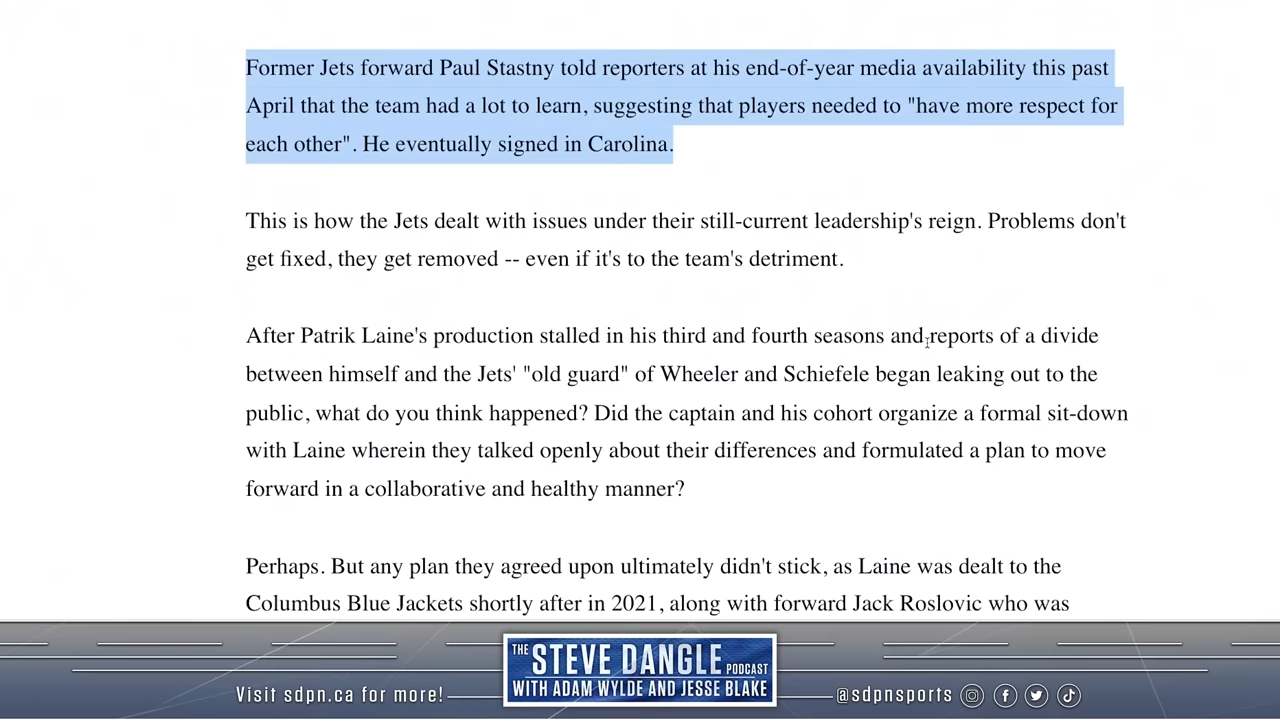 Former Jets forward Paul Stastny told reporters at his end-of-year media availability this past
April that the team had a lot to learn, suggesting that players needed to "have more respect for
each other". He eventually signed in Carolina.
This is how the Jets dealt with issues under their still-current leadership's reign. Problems don't
get fixed, they get removed -- even if it's to the team's detriment.
After Patrik Laine's production stalled in his third and fourth seasons and reports of a divide
between himself and the Jets' "old guard" of Wheeler and Schiefele began leaking out to the
public, what do you think happened? Did the captain and his cohort organize a formal sit-down
with Laine wherein they talked openly about their differences and formulated a plan to move
forward in a collaborative and healthy manner?
Perhaps. But any plan they agreed upon ultimately didn't stick, as Laine was dealt to the
Columbus Blue Jackets shortly after in 2021, along with forward Jack Roslovic who was
THE STEVE DANGLE PODCAST
WITH ADAM WYLDE AND JESSE BLAKE
Visit sdpn.ca for more!
@sdpnsports